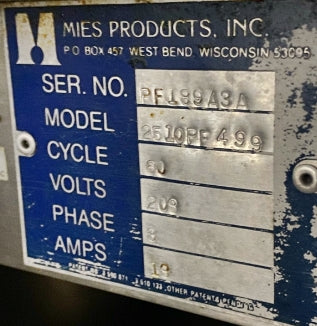 MIES PRODUCTS, INC.
P.O. BOX 457 WEST BEND, WISCONSIN 53095
SER. NO. PF189A3A
MODEL 2510PF499
CYCLE 60
VOLTS 208
PHASE 3
AMPS 19
OTHER PATENTS PENDING